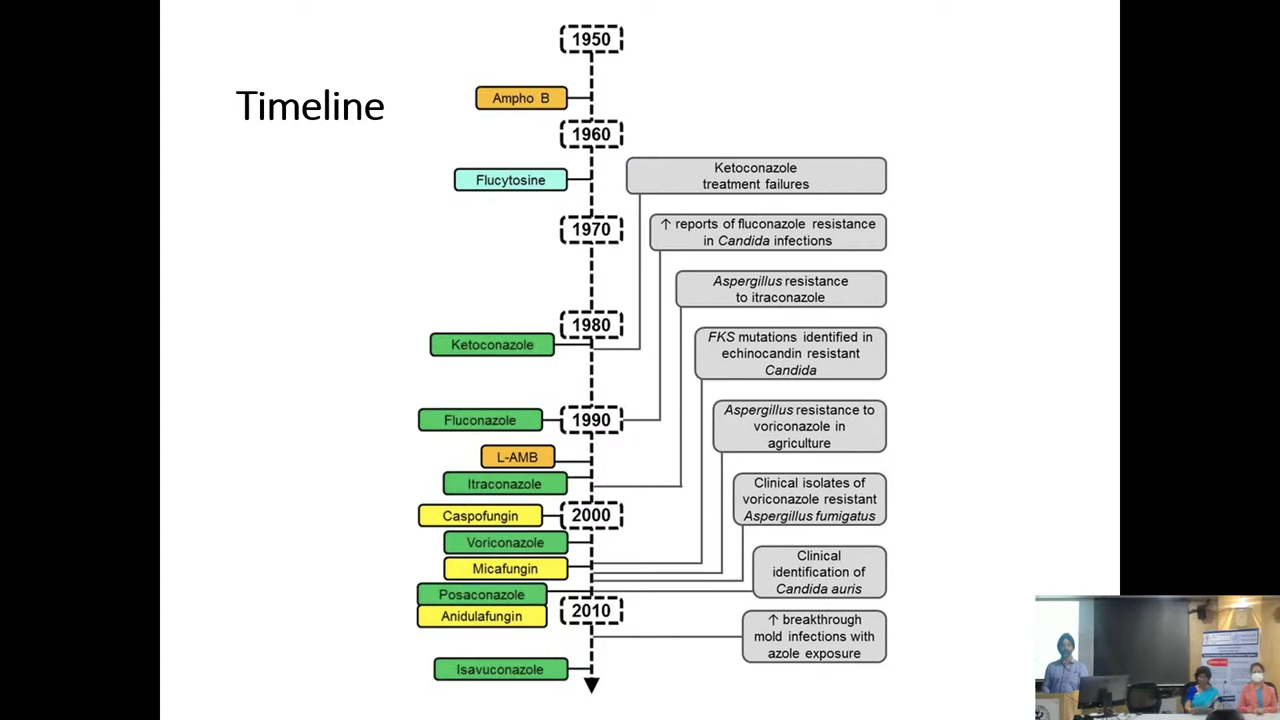 Timeline
1950
Ampho B
1960
Flucytosine
Ketoconazole
treatment failures
1970
↑ reports of fluconazole resistance
in Candida infections
Aspergillus resistance
to itraconazole
1980
Ketoconazole
FKS mutations identified in
echinocandin resistant
Candida
1990
Fluconazole
Aspergillus resistance to
voriconazole in
agriculture
L-AMB
Itraconazole
Clinical isolates of
voriconazole resistant
Aspergillus fumigatus
2000
Caspofungin
Voriconazole
Micafungin
Clinical
identification of
Candida auris
Posaconazole
Anidulafungin
2010
↑ breakthrough
mold infections with
azole exposure
Isavuconazole